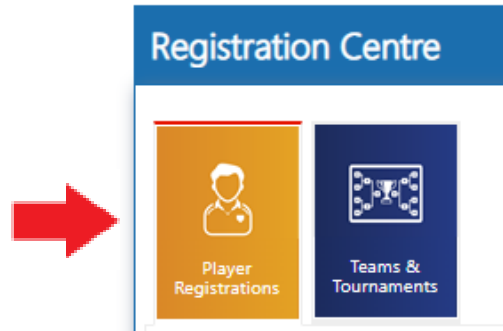 Registration Centre
Player
Registrations
Teams &
Tournaments